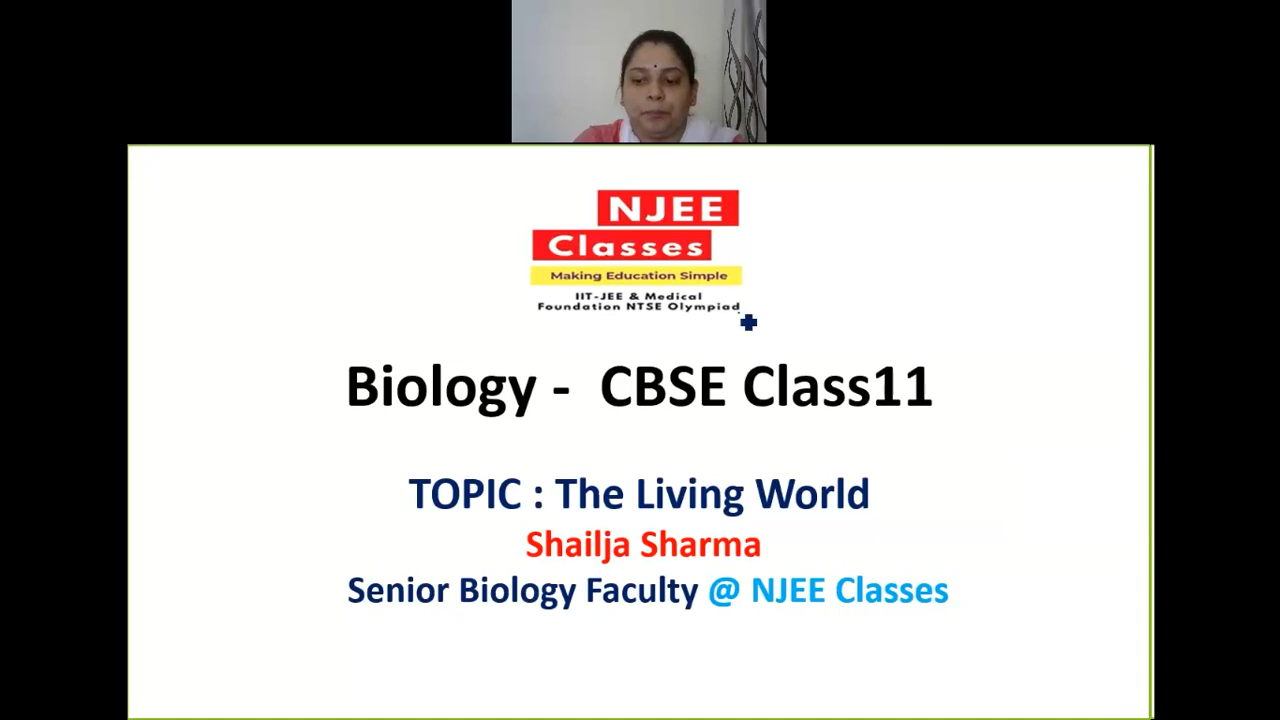 NJEE
Classes
Making Education Simple
IIT-JEE & Medical
Foundation NTSE Olympiad
Biology - CBSE Class11
TOPIC : The Living World
Shailja Sharma
Senior Biology Faculty @ NJEE Classes